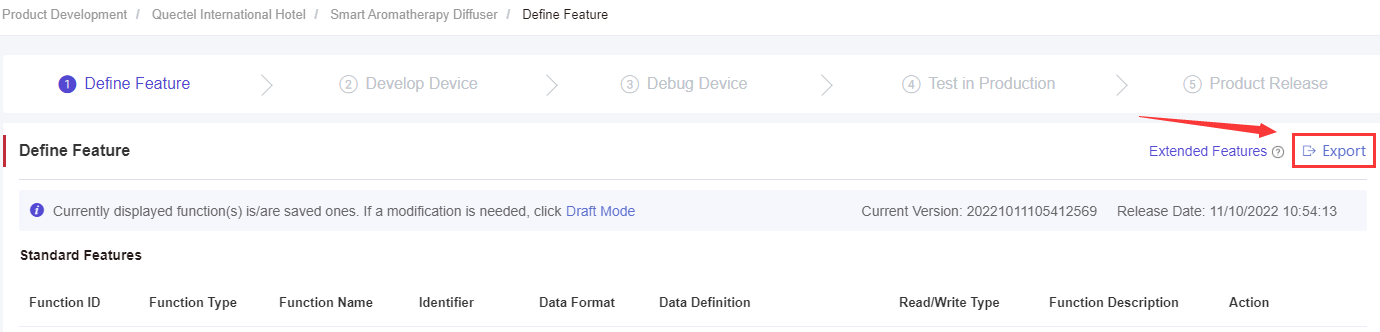 Product Development / Quectel International Hotel / Smart Aromatherapy Diffuser / Define Feature
1 Define Feature 2 Develop Device 3 Debug Device 4 Test in Production 5 Product Release
Define Feature Extended Features ? Export
i Currently displayed function(s) is/are saved ones. If a modification is needed, click Draft Mode Current Version: 20221011105412569 Release Date: 11/10/2022 10:54:13
Standard Features
Function ID Function Type Function Name Identifier Data Format Data Definition Read/Write Type Function Description Action